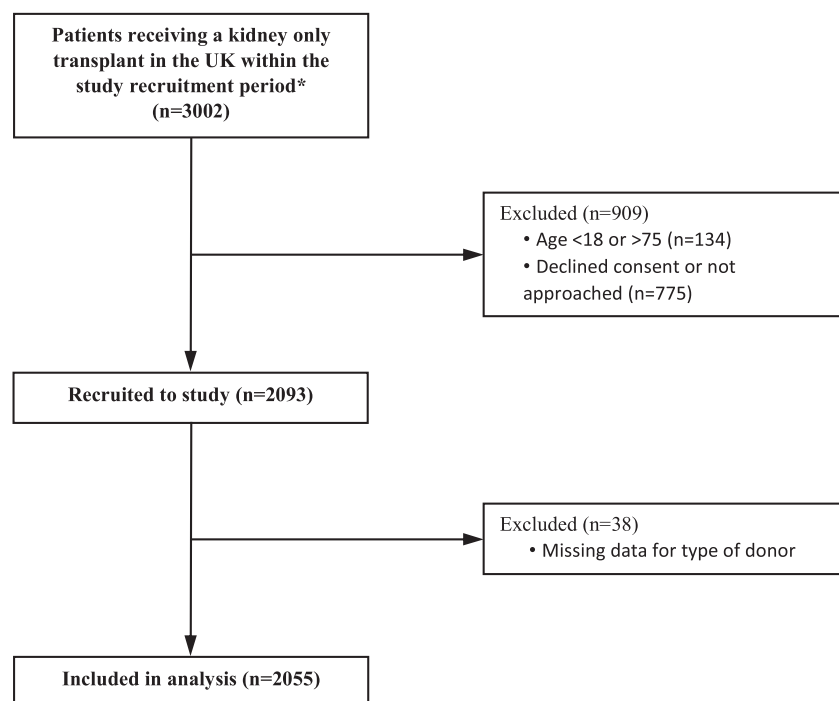 Patients receiving a kidney only
transplant in the UK within the
study recruitment period*
(n=3002)
Excluded (n=909)
• Age <18 or >75 (n=134)
• Declined consent or not
approached (n=775)
Recruited to study (n=2093)
Excluded (n=38)
• Missing data for type of donor
Included in analysis (n=2055)